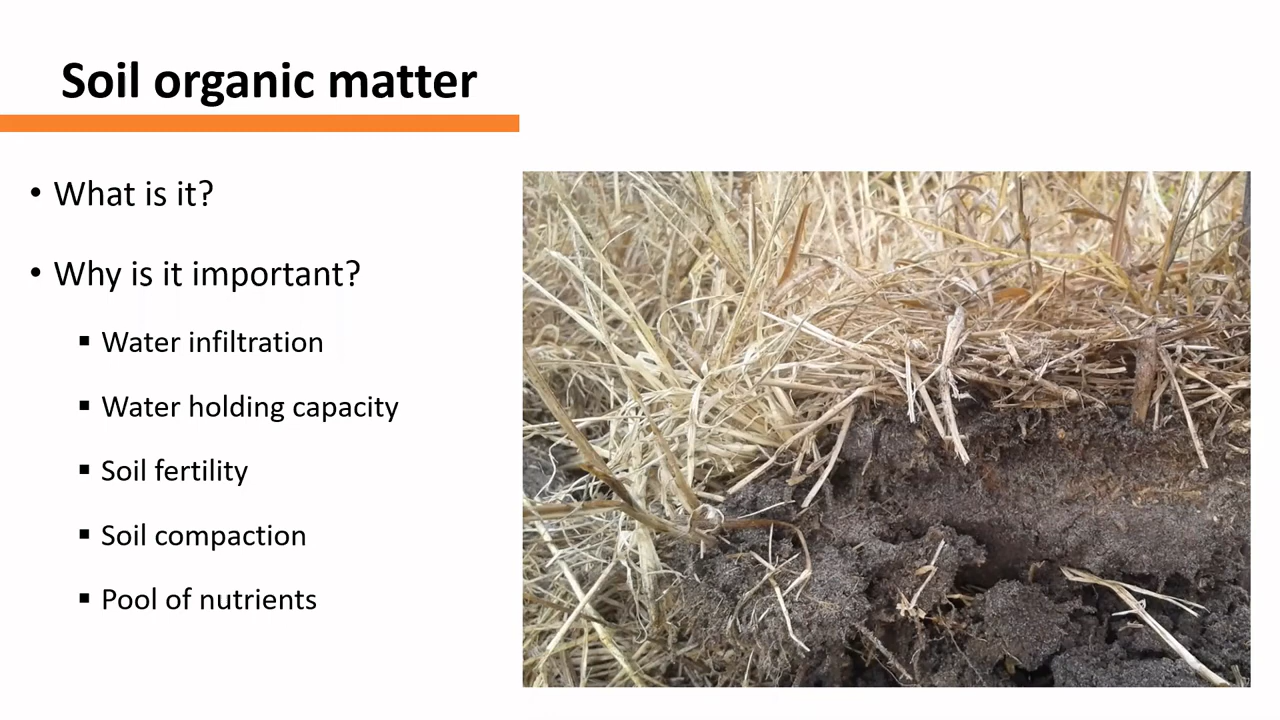 Soil organic matter
• What is it?
• Why is it important?
▪ Water infiltration
▪ Water holding capacity
▪ Soil fertility
▪ Soil compaction
▪ Pool of nutrients